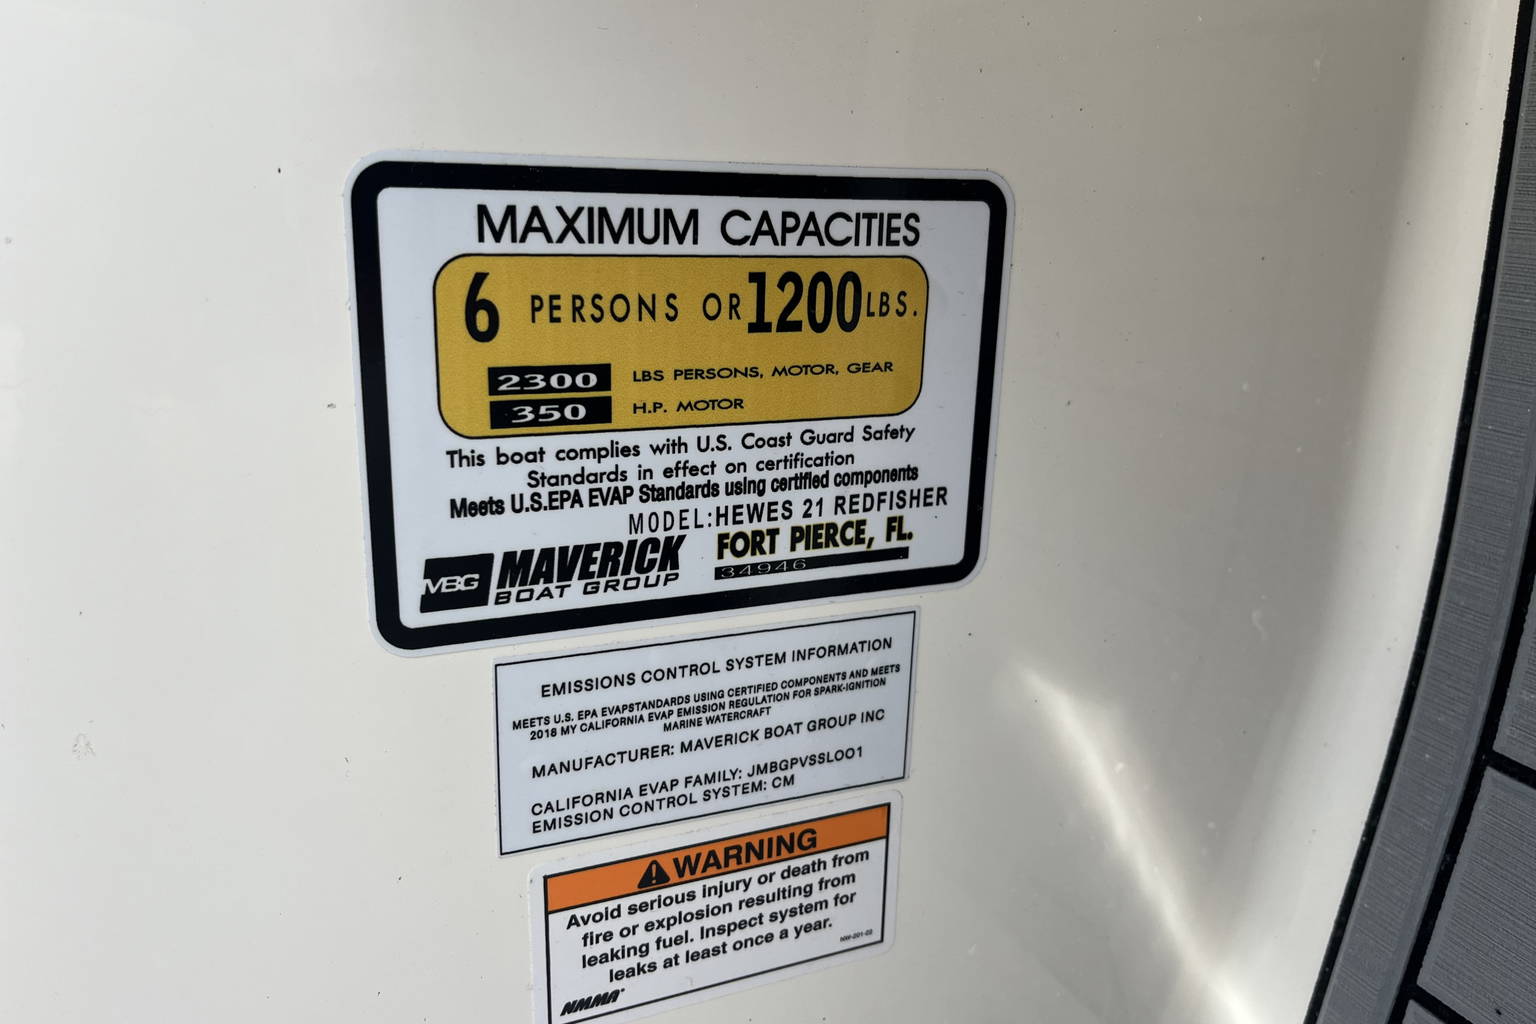 MAXIMUM CAPACITIES
6 PERSONS OR 1200 LBS.
2300 LBS PERSONS, MOTOR, GEAR
350 H.P. MOTOR
This boat complies with U.S. Coast Guard Safety
Standards in effect on certification
Meets U.S.EPA EVAP Standards using certified components
MODEL:HEWES 21 REDFISHER
MBG MAVERICK
BOAT GROUP
FORT PIERCE, FL.
34946
EMISSIONS CONTROL SYSTEM INFORMATION
MEETS U.S. EPA EVAPSTANDARDS USING CERTIFIED COMPONENTS AND MEETS
2018 MY CALIFORNIA EVAP EMISSION REGULATION FOR SPARK-IGNITION
MARINE WATERCRAFT
MANUFACTURER: MAVERICK BOAT GROUP INC
CALIFORNIA EVAP FAMILY: JMBGPVSSL001
EMISSION CONTROL SYSTEM: CM
WARNING
Avoid serious injury or death from
fire or explosion resulting from
leaking fuel. Inspect system for
leaks at least once a year.
NMMA